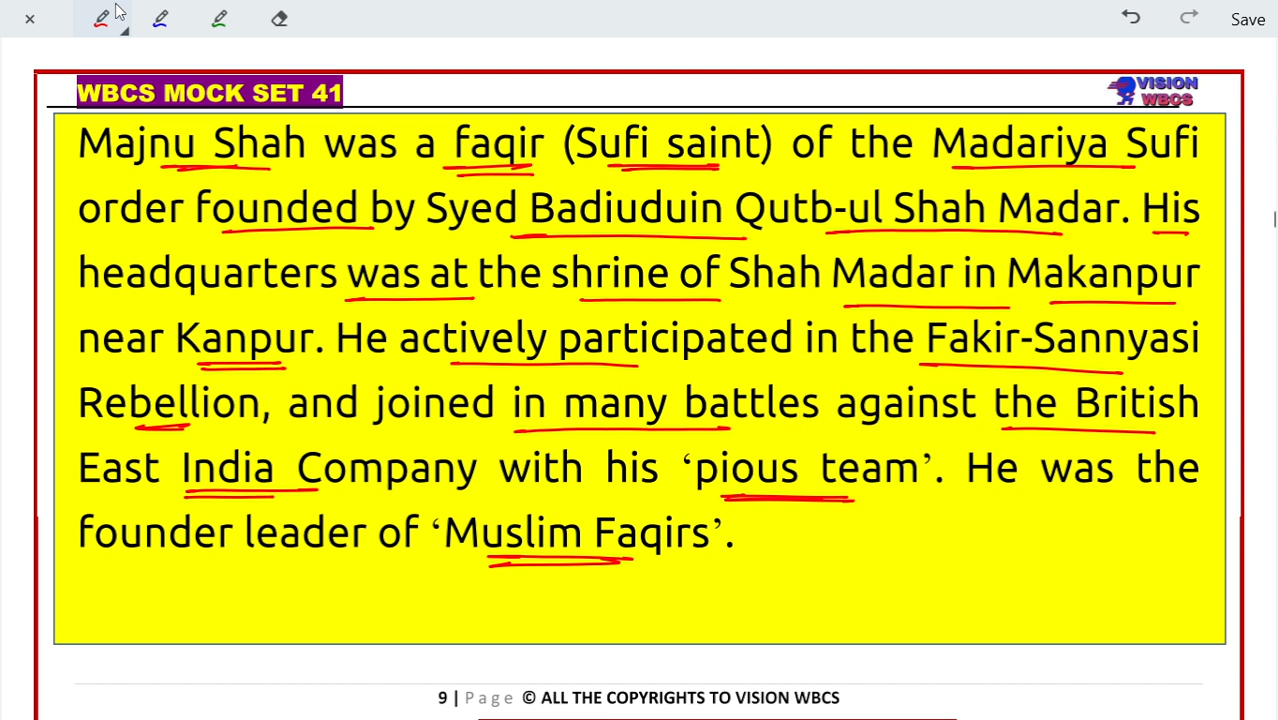 Save
WBCS MOCK SET 41
VISION
WBCS
Majnu Shah was a faqir (Sufi saint) of the Madariya Sufi
order founded by Syed Badiuduin Qutb-ul Shah Madar. His
headquarters was at the shrine of Shah Madar in Makanpur
near Kanpur. He actively participated in the Fakir-Sannyasi
Rebellion, and joined in many battles against the British
East India Company with his ‘pious team’. He was the
founder leader of ‘Muslim Faqirs’.
9 | Page © ALL THE COPYRIGHTS TO VISION WBCS